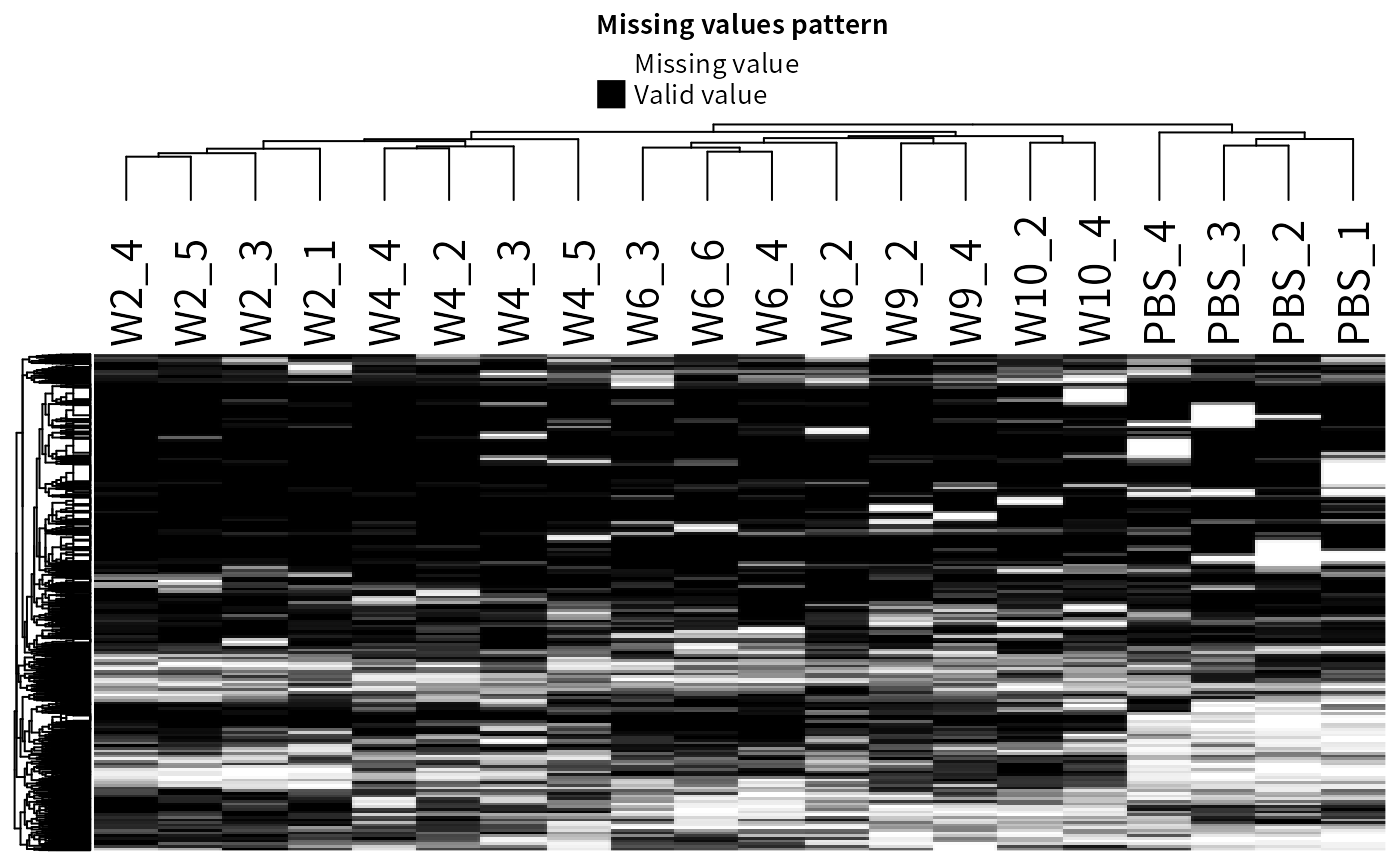 Missing values pattern
Missing value
Valid value
W2_4
W2_5
W2_3
W2_1
W4_4
W4_2
W4_3
W4_5
W6_3
W6_6
W6_4
W6_2
W9_2
W9_4
W10_2
W10_4
PBS_4
PBS_3
PBS_2
PBS_1